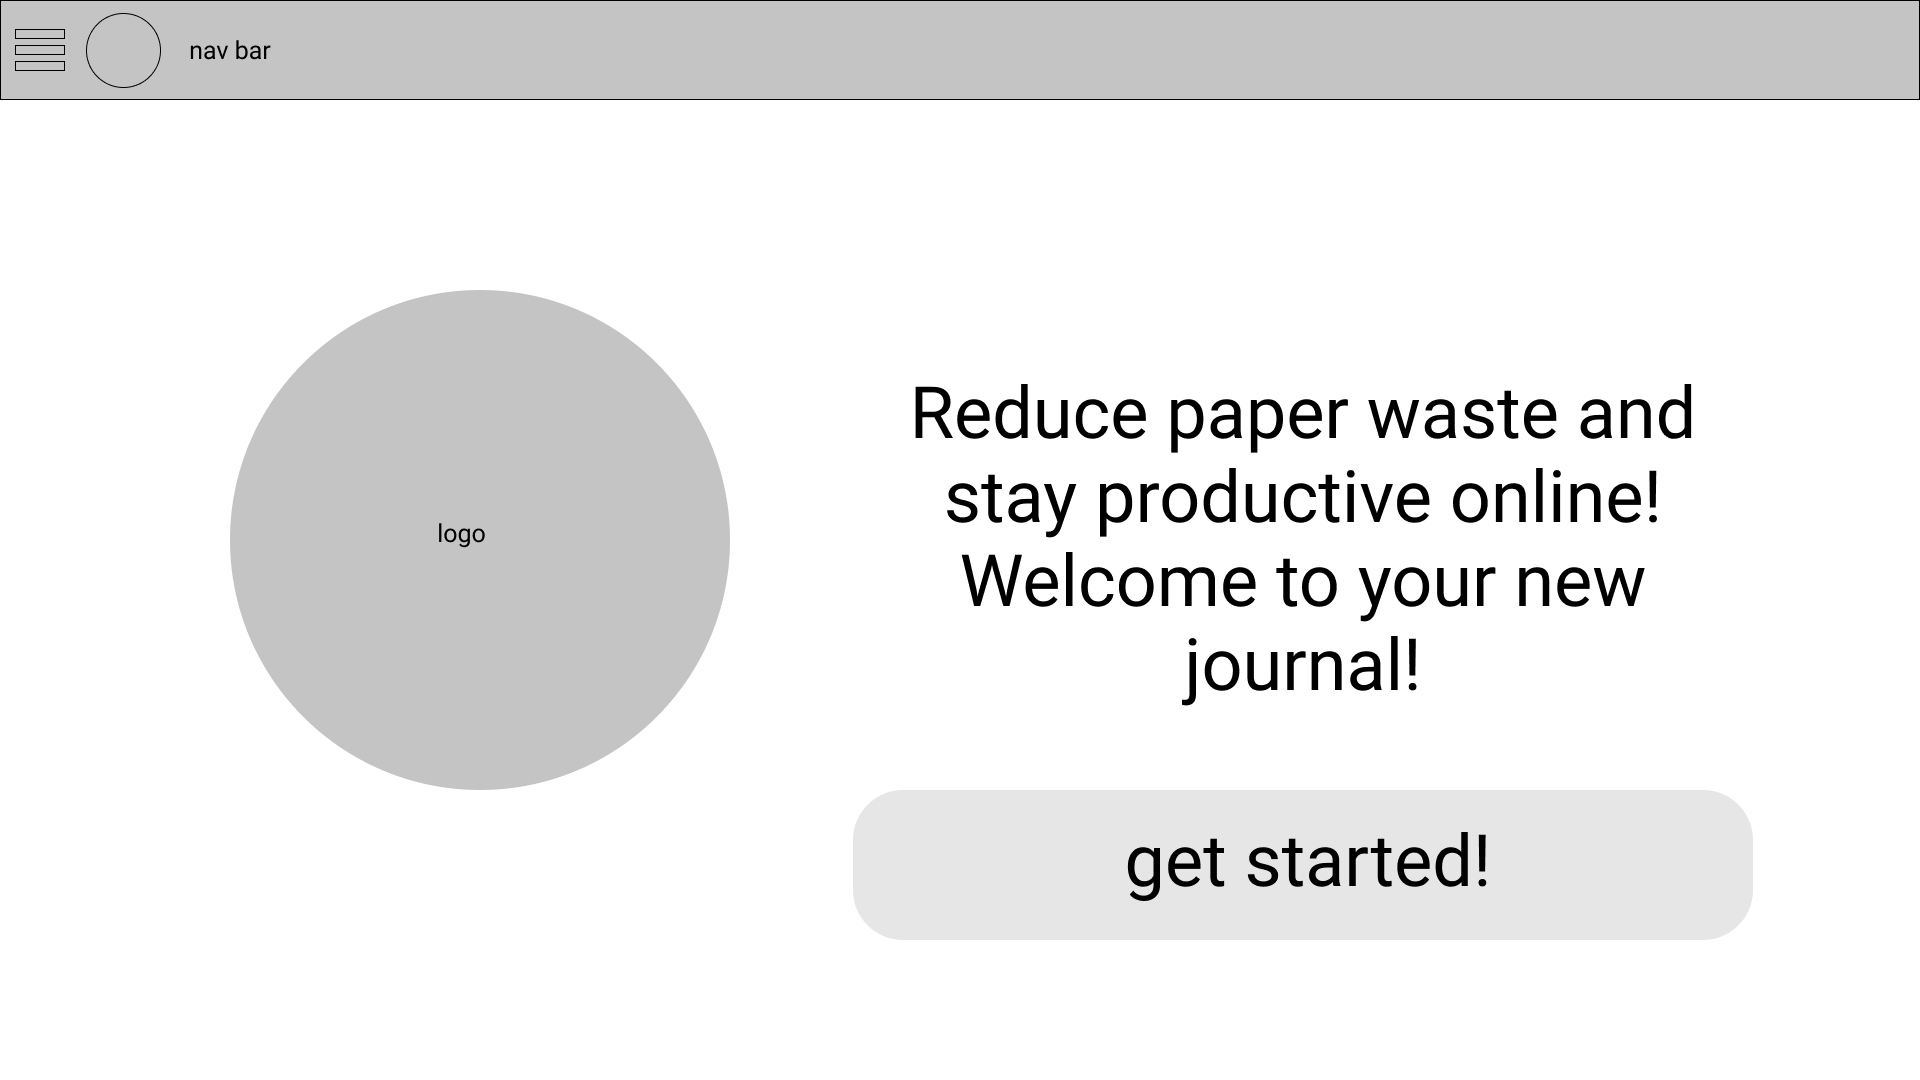 nav bar
logo
Reduce paper waste and
stay productive online!
Welcome to your new
journal!
get started!